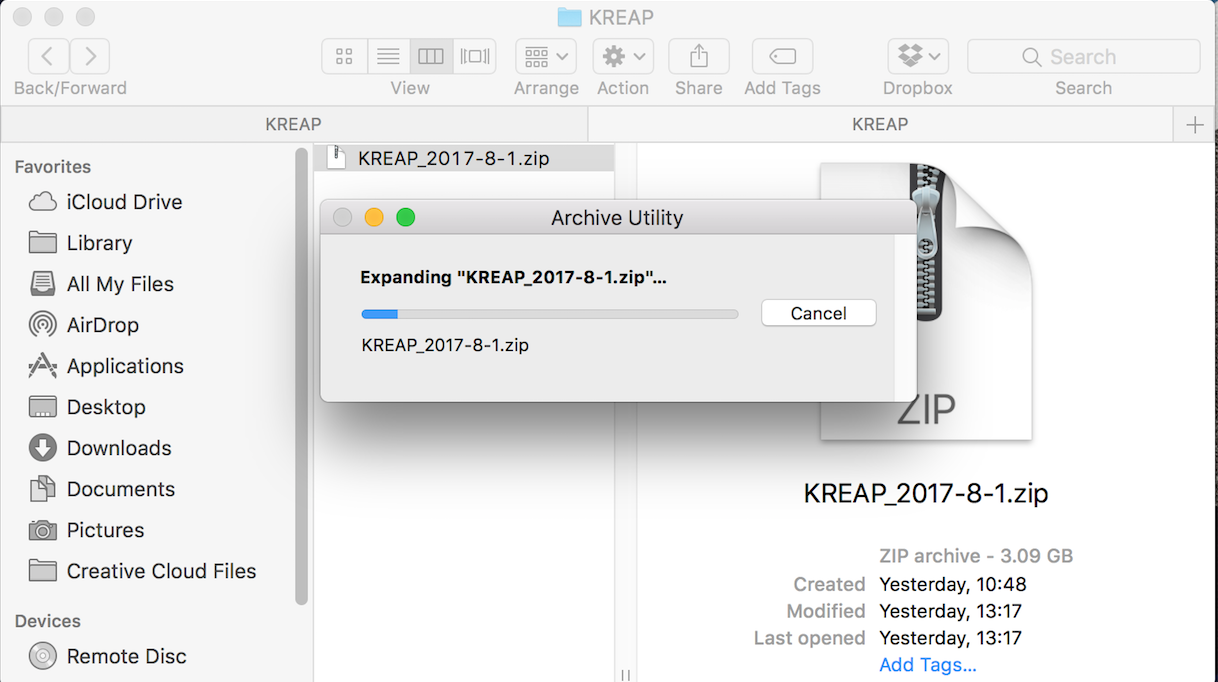 KREAP
Back/Forward
View
Arrange
Action
Share
Add Tags
Dropbox
Search
Search
KREAP
KREAP
Favorites
iCloud Drive
Library
All My Files
AirDrop
Applications
Desktop
Downloads
Documents
Pictures
Creative Cloud Files
Devices
Remote Disc
KREAP_2017-8-1.zip
Archive Utility
Expanding "KREAP_2017-8-1.zip"...
Cancel
KREAP_2017-8-1.zip
ZIP
KREAP_2017-8-1.zip
ZIP archive - 3.09 GB
Created Yesterday, 10:48
Modified Yesterday, 13:17
Last opened Yesterday, 13:17
Add Tags...